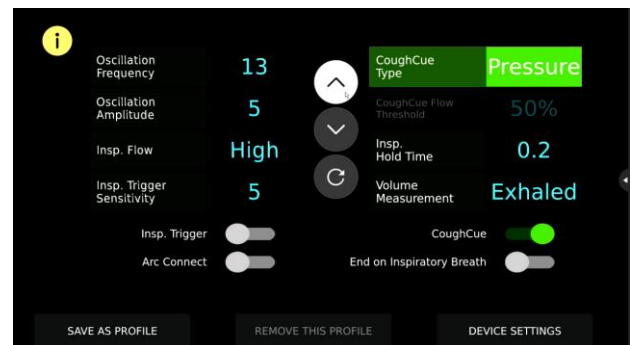 i
Oscillation
Frequency
13
Oscillation
Amplitude
5
Insp. Flow
High
Insp. Trigger
Sensitivity
5
CoughCue
Type
Pressure
CoughCue Flow
Threshold
50%
Insp.
Hold Time
0.2
Volume
Measurement
Exhaled
Insp. Trigger
CoughCue
Arc Connect
End on Inspiratory Breath
SAVE AS PROFILE
REMOVE THIS PROFILE
DEVICE SETTINGS